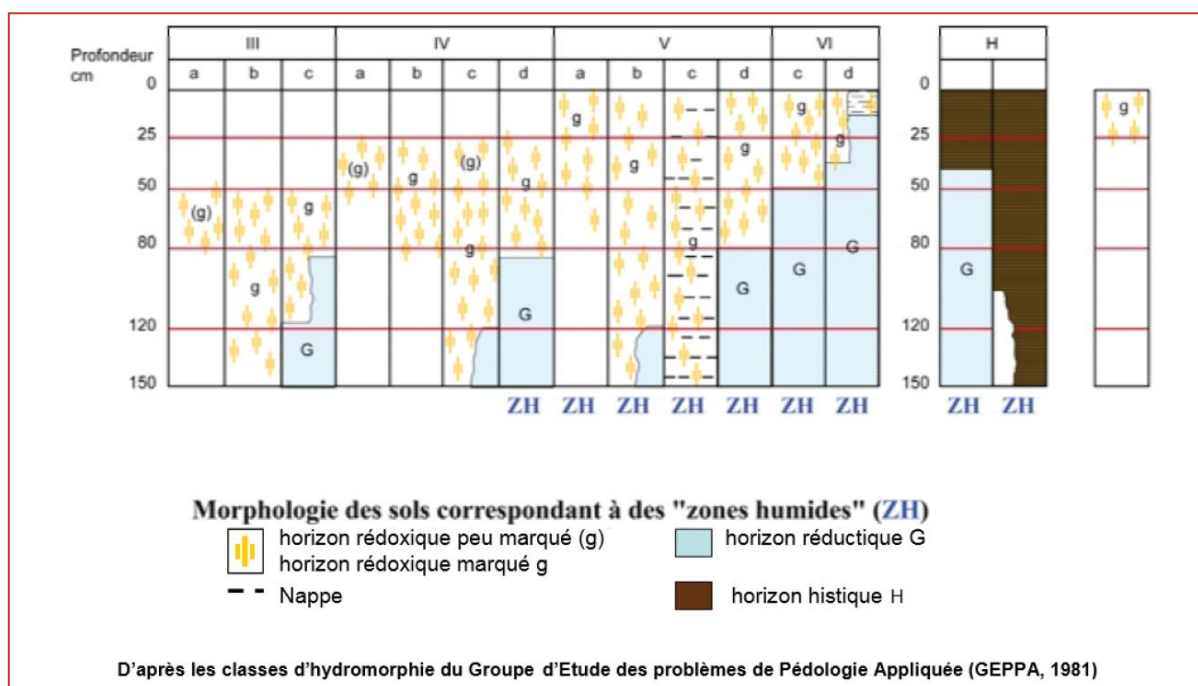 III IV V VI H
Profondeur
cm
a b c a b c d a b c d c d
0 0
g g g
25
(g) (g) g g g g
50
(g) g g
80
g g g G G G G
120
G G
150 150
25
50
80
120
ZH ZH ZH ZH ZH ZH ZH ZH ZH
Morphologie des sols correspondant à des "zones humides" (ZH)
horizon rédoxique peu marqué (g)
horizon réductique G
horizon rédoxique marqué g
Nappe
horizon histique H
D'après les classes d'hydromorphie du Groupe d'Etude des problèmes de Pédologie Appliquée (GEPPA, 1981)